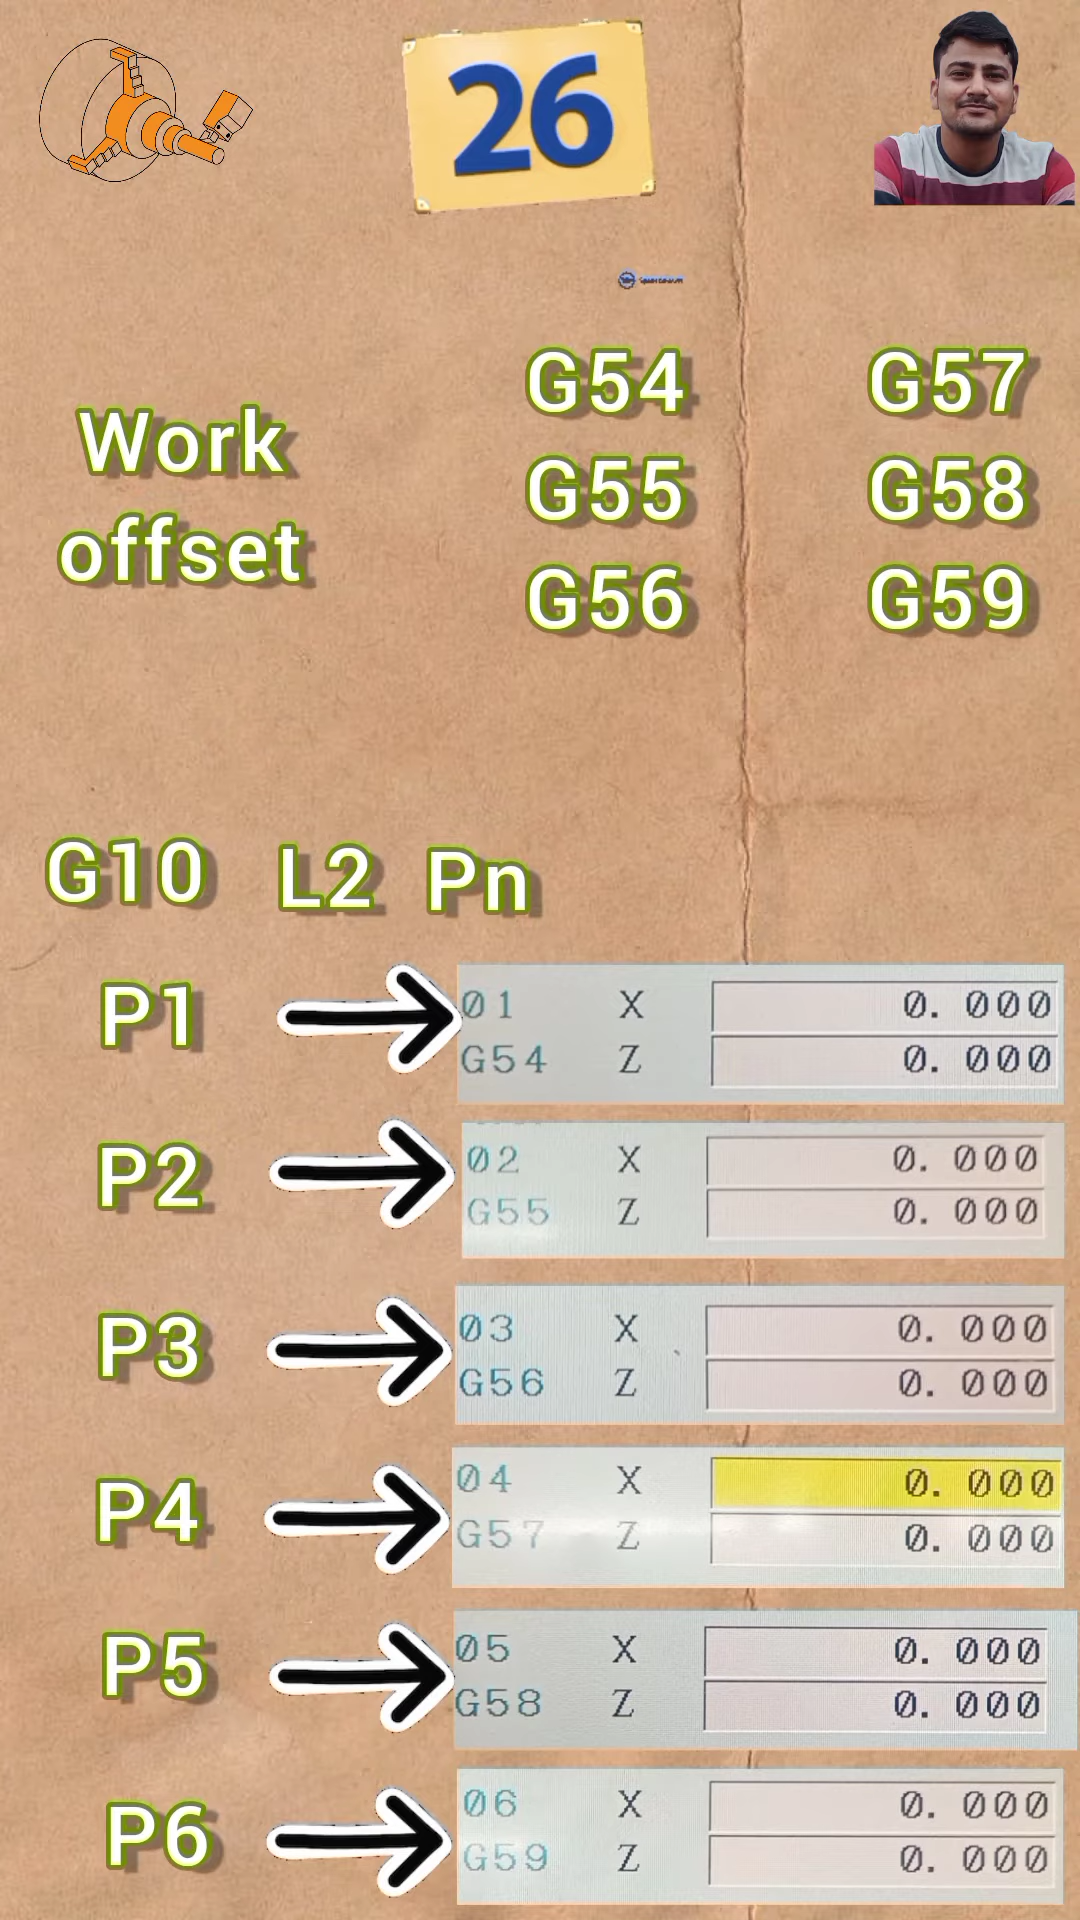 26
Work
offset
G54
G55
G56
G57
G58
G59
G10 L2 Pn
P1
01 X 0.000
G54 Z 0.000
P2
02 X 0.000
G55 Z 0.000
P3
03 X 0.000
G56 Z 0.000
P4
04 X 0.000
G57 Z 0.000
P5
05 X 0.000
G58 Z 0.000
P6
06 X 0.000
G59 Z 0.000